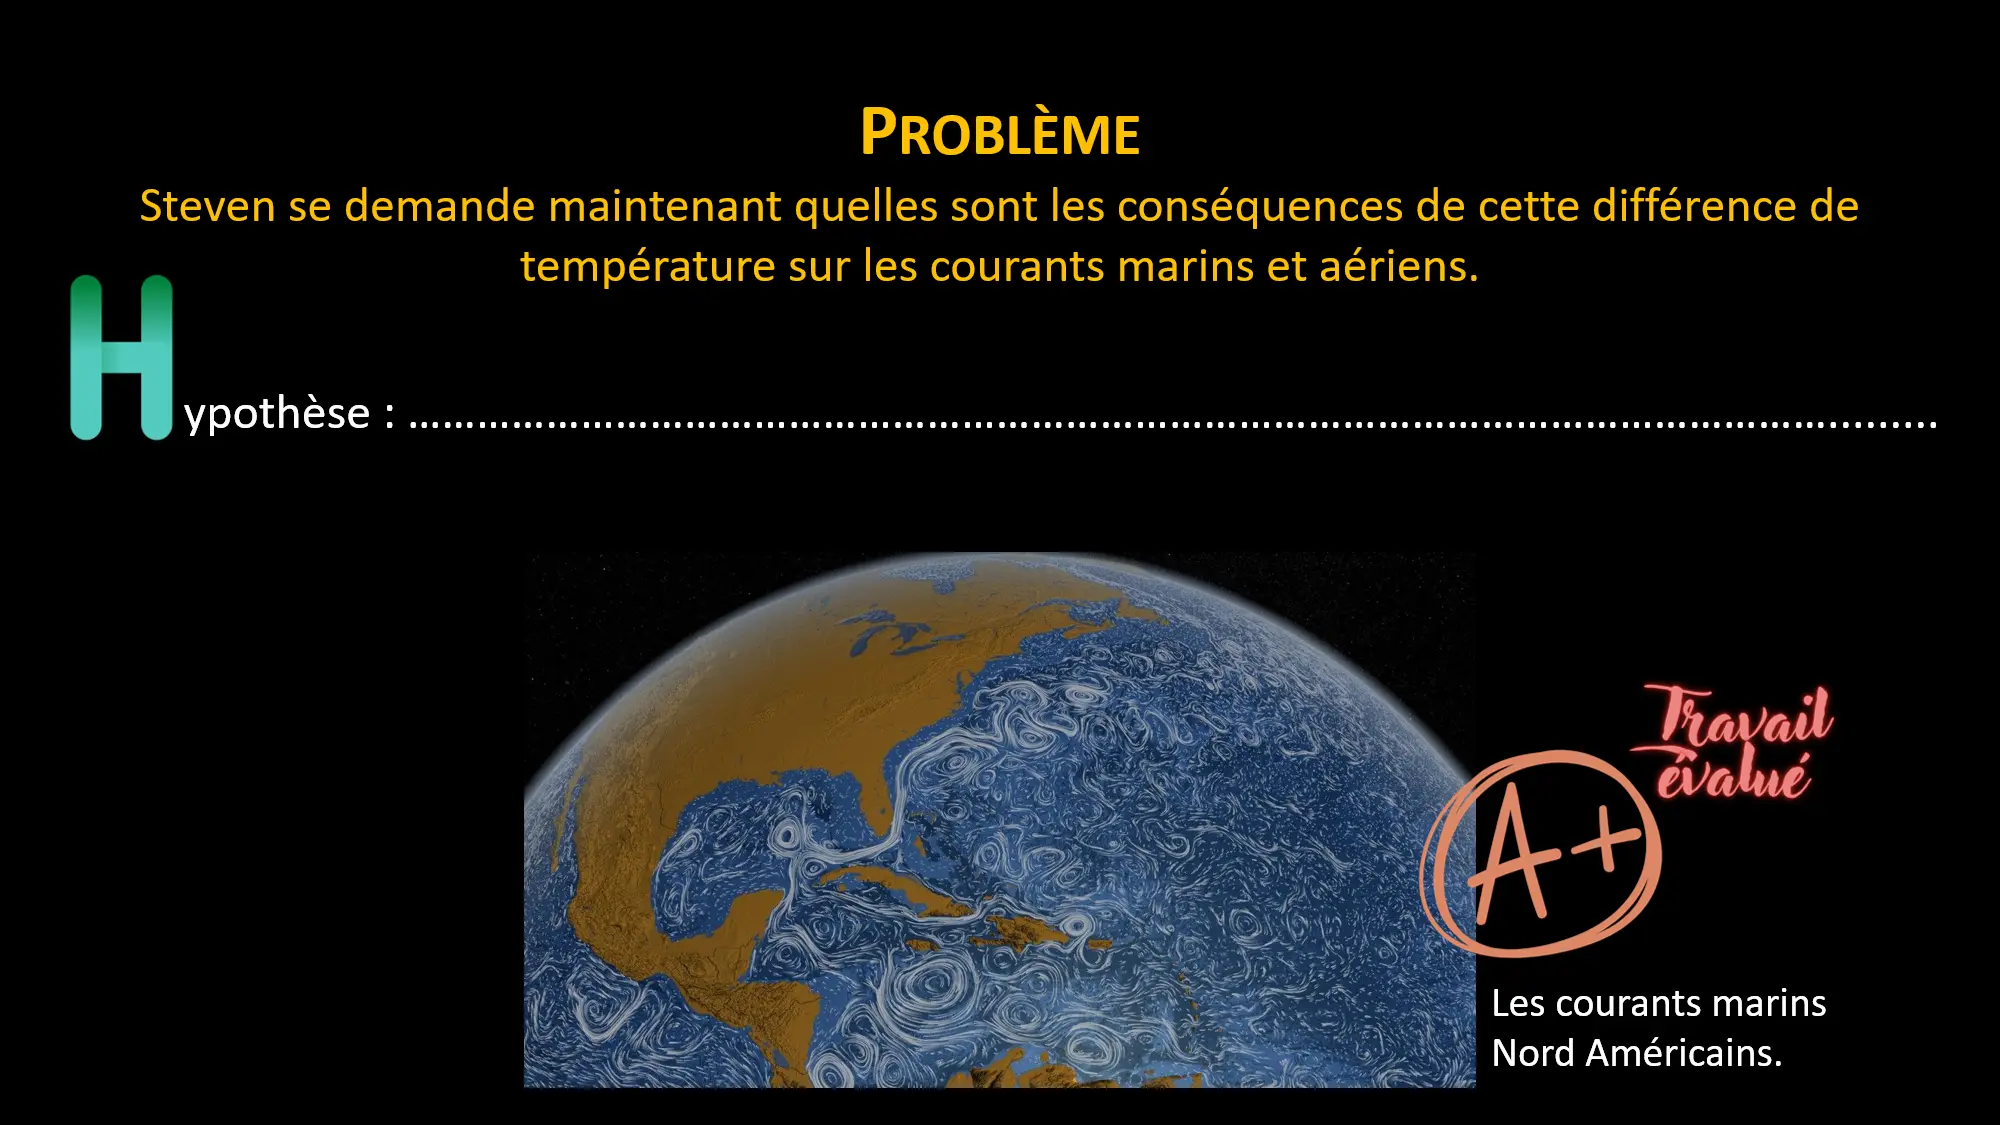 PROBLÈME
Steven se demande maintenant quelles sont les conséquences de cette différence de
température sur les courants marins et aériens.
Hypothèse : ……………………………………………………………………………………………………………………...........
Travail
évalué
A+
Les courants marins
Nord Américains.